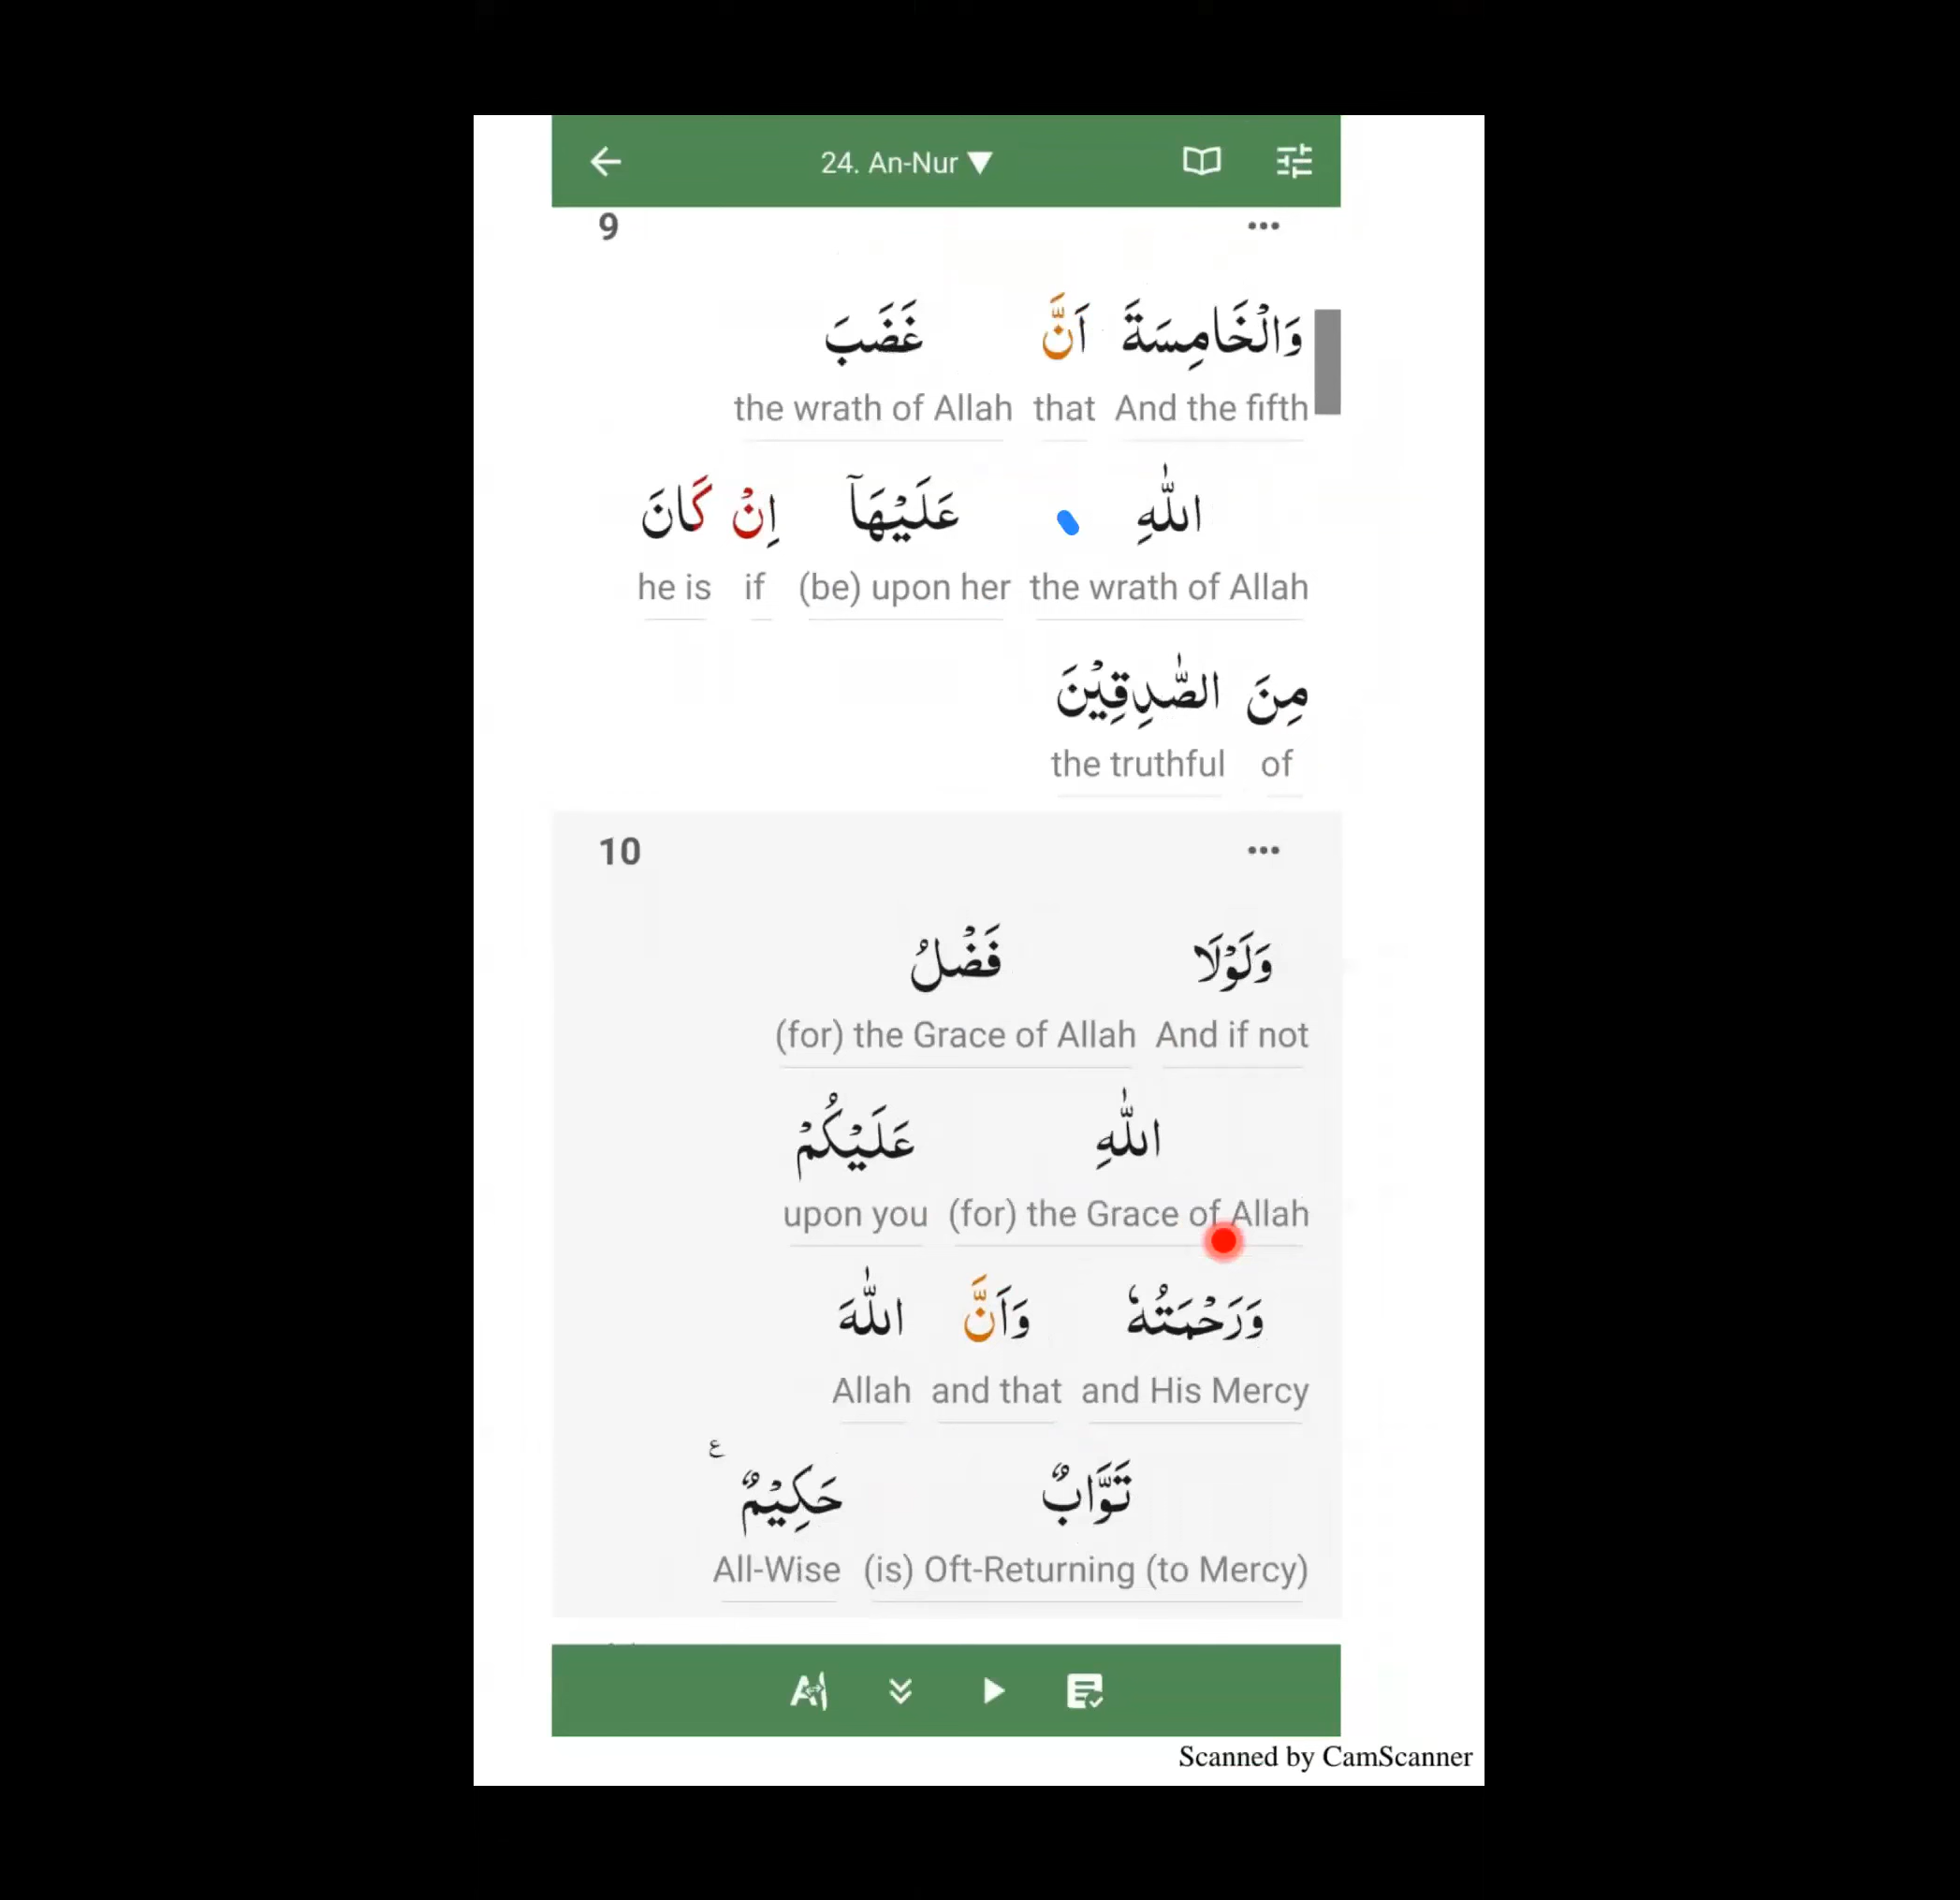 24. An-Nur ▼
9
وَالْخَامِسَةَ اَنَّ غَضَبَ
the wrath of Allah that And the fifth
اللّٰهِ عَلَيْهَآ اِنْ كَانَ
he is if (be) upon her the wrath of Allah
مِنَ الصّٰدِقِيْنَ
the truthful of
10
وَلَوْلَا فَضْلُ
(for) the Grace of Allah And if not
اللّٰهِ عَلَيْكُمْ
upon you (for) the Grace of Allah
وَرَحْمَتُهٗ وَاَنَّ اللّٰهَ
Allah and that and His Mercy
تَوَّابٌ حَكِيْمٌ ع
All-Wise (is) Oft-Returning (to Mercy)
Scanned by CamScanner